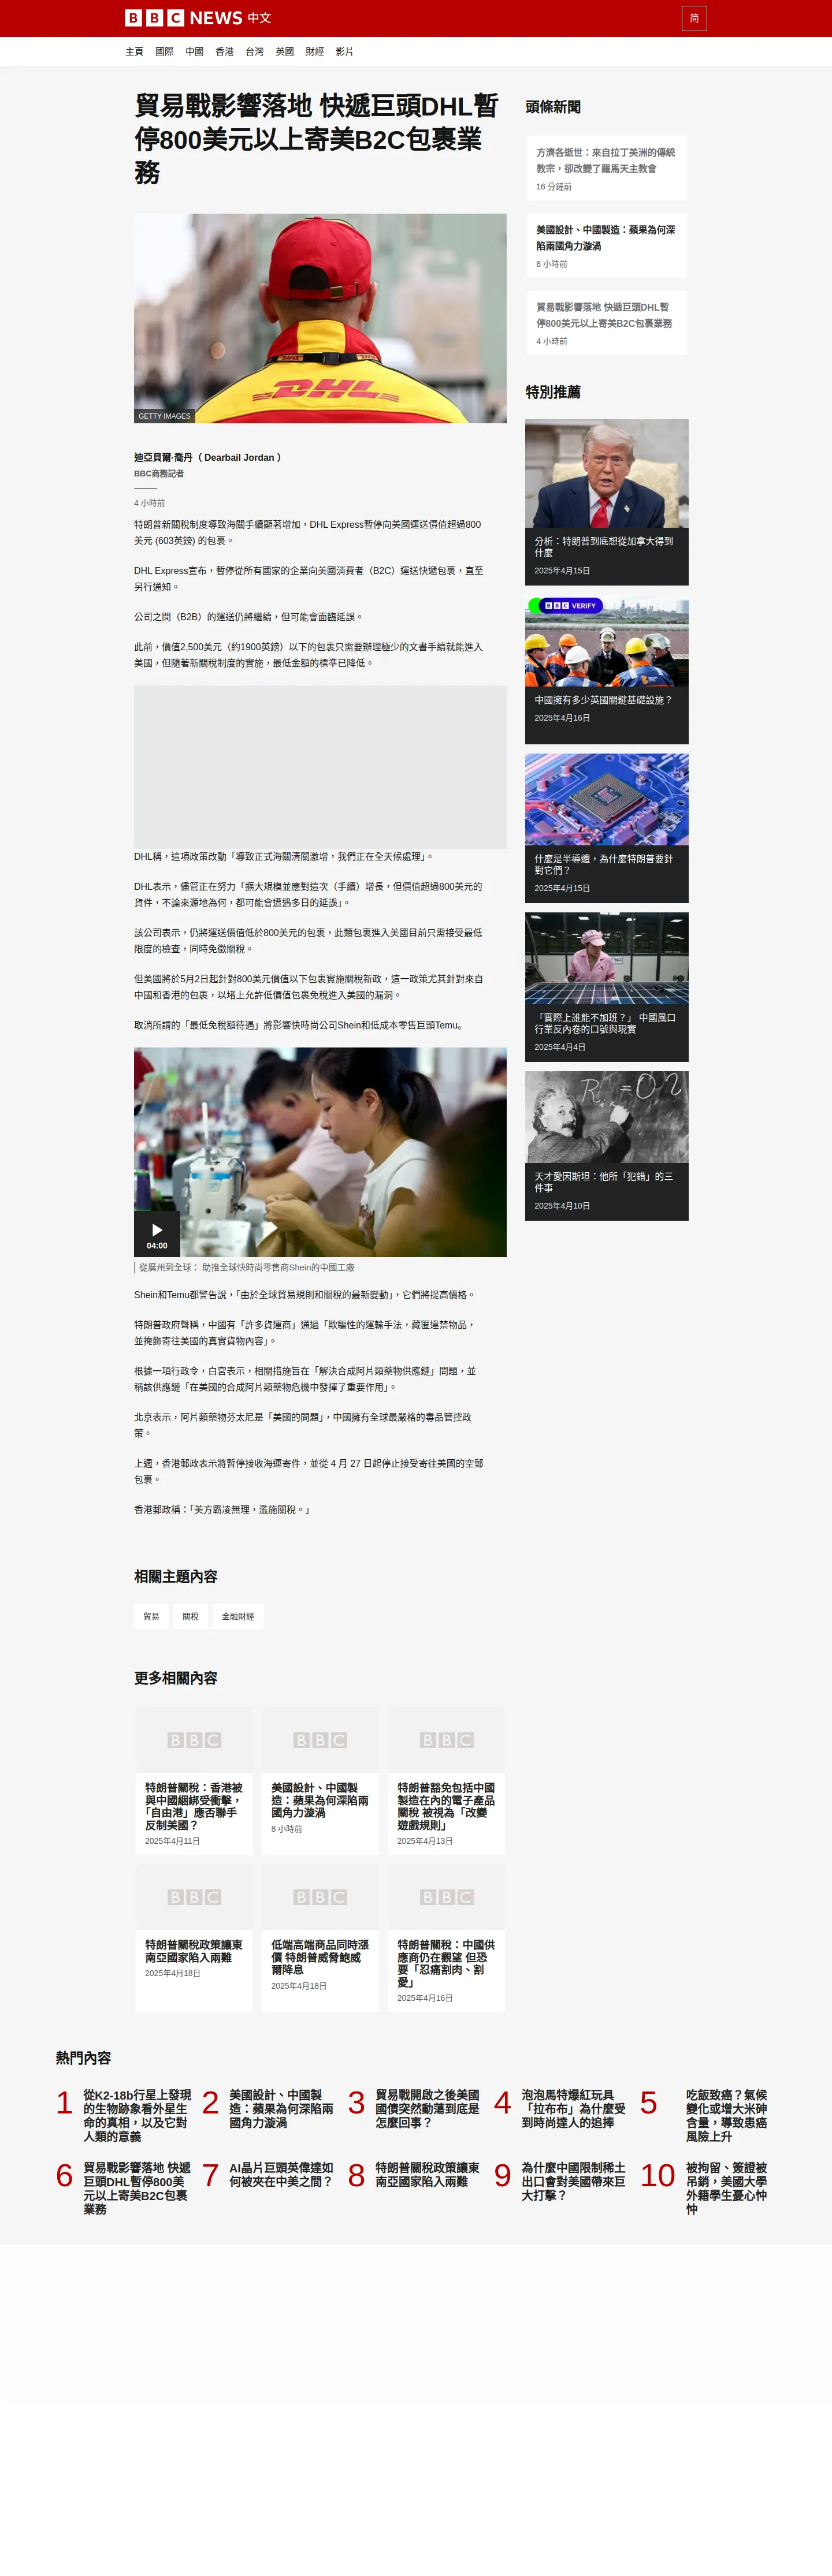 BBC NEWS 中文
简
主頁 國際 中國 香港 台灣 英國 財經 影片
貿易戰影響落地 快遞巨頭DHL暫
停800美元以上寄美B2C包裹業
務
DHL
DHL
DHL
GETTY IMAGES
迪亞貝爾·喬丹（ Dearbail Jordan ）
BBC商務記者
4 小時前
特朗普新關稅制度導致海關手續顯著增加，DHL Express暫停向美國運送價值超過800
美元 (603英鎊) 的包裹。
DHL Express宣布，暫停從所有國家的企業向美國消費者（B2C）運送快遞包裹，直至
另行通知。
公司之間（B2B）的運送仍將繼續，但可能會面臨延誤。
此前，價值2,500美元（約1900英鎊）以下的包裹只需要辦理極少的文書手續就能進入
美國，但隨著新關稅制度的實施，最低金額的標準已降低。
DHL稱，這項政策改動「導致正式海關清關激增，我們正在全天候處理」。
DHL表示，儘管正在努力「擴大規模並應對這次（手續）增長，但價值超過800美元的
貨件，不論來源地為何，都可能會遭遇多日的延誤」。
該公司表示，仍將運送價值低於800美元的包裹，此類包裹進入美國目前只需接受最低
限度的檢查，同時免徵關稅。
但美國將於5月2日起針對800美元價值以下包裹實施關稅新政，這一政策尤其針對來自
中國和香港的包裹，以堵上允許低價值包裹免稅進入美國的漏洞。
取消所謂的「最低免稅額待遇」將影響快時尚公司Shein和低成本零售巨頭Temu。
04:00
從廣州到全球： 助推全球快時尚零售商Shein的中國工廠
Shein和Temu都警告說，「由於全球貿易規則和關稅的最新變動」，它們將提高價格。
特朗普政府聲稱，中國有「許多貨運商」通過「欺騙性的運輸手法，藏匿違禁物品，
並掩飾寄往美國的真實貨物內容」。
根據一項行政令，白宮表示，相關措施旨在「解決合成阿片類藥物供應鏈」問題，並
稱該供應鏈「在美國的合成阿片類藥物危機中發揮了重要作用」。
北京表示，阿片類藥物芬太尼是「美國的問題」，中國擁有全球最嚴格的毒品管控政
策。
上週，香港郵政表示將暫停接收海運寄件，並從 4 月 27 日起停止接受寄往美國的空郵
包裹。
香港郵政稱：「美方霸凌無理，濫施關稅。」
相關主題內容
貿易 關稅 金融財經
更多相關內容
BBC BBC BBC
特朗普關稅：香港被
與中國綑綁受衝擊，
「自由港」應否聯手
反制美國？
2025年4月11日
美國設計、中國製
造：蘋果為何深陷兩
國角力漩渦
8 小時前
特朗普豁免包括中國
製造在內的電子產品
關稅 被視為「改變
遊戲規則」
2025年4月13日
BBC BBC BBC
特朗普關稅政策讓東
南亞國家陷入兩難
2025年4月18日
低端高端商品同時漲
價 特朗普威脅鮑威
爾降息
2025年4月18日
特朗普關稅：中國供
應商仍在觀望 但恐
要「忍痛割肉、割
愛」
2025年4月16日
頭條新聞
方濟各逝世：來自拉丁美洲的傳統
教宗，卻改變了羅馬天主教會
16 分鐘前
美國設計、中國製造：蘋果為何深
陷兩國角力漩渦
8 小時前
貿易戰影響落地 快遞巨頭DHL暫
停800美元以上寄美B2C包裹業務
4 小時前
特別推薦
分析：特朗普到底想從加拿大得到
什麼
2025年4月15日
BBC VERIFY
中國擁有多少英國關鍵基礎設施？
2025年4月16日
什麼是半導體，為什麼特朗普要針
對它們？
2025年4月15日
「實際上誰能不加班？」 中國風口
行業反內卷的口號與現實
2025年4月4日
天才愛因斯坦：他所「犯錯」的三
件事
2025年4月10日
熱門內容
1
從K2-18b行星上發現
的生物跡象看外星生
命的真相，以及它對
人類的意義
2
美國設計、中國製
造：蘋果為何深陷兩
國角力漩渦
3
貿易戰開啟之後美國
國債突然動蕩到底是
怎麼回事？
4
泡泡馬特爆紅玩具
「拉布布」為什麼受
到時尚達人的追捧
5
吃飯致癌？氣候
變化或增大米砷
含量，導致患癌
風險上升
6
貿易戰影響落地 快遞
巨頭DHL暫停800美
元以上寄美B2C包裹
業務
7
AI晶片巨頭英偉達如
何被夾在中美之間？
8
特朗普關稅政策讓東
南亞國家陷入兩難
9
為什麼中國限制稀土
出口會對美國帶來巨
大打擊？
10
被拘留、簽證被
吊銷，美國大學
外籍學生憂心忡
忡